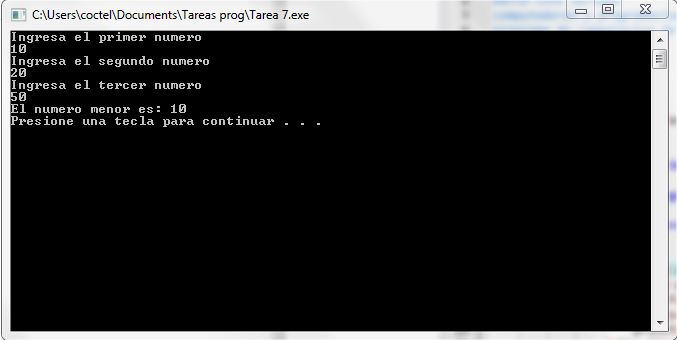 C:\Users\coctel\Documents\Tareas prog\Tarea 7.exe
Ingresa el primer numero
10
Ingresa el segundo numero
20
Ingresa el tercer numero
50
El numero menor es: 10
Presione una tecla para continuar . . .